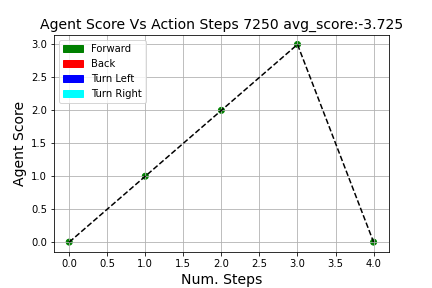 Agent Score Vs Action Steps 7250 avg_score:-3.725
3.0
2.5
2.0
1.5
1.0
0.5
0.0
Agent Score
Forward
Back
Turn Left
Turn Right
0.0 0.5 1.0 1.5 2.0 2.5 3.0 3.5 4.0
Num. Steps